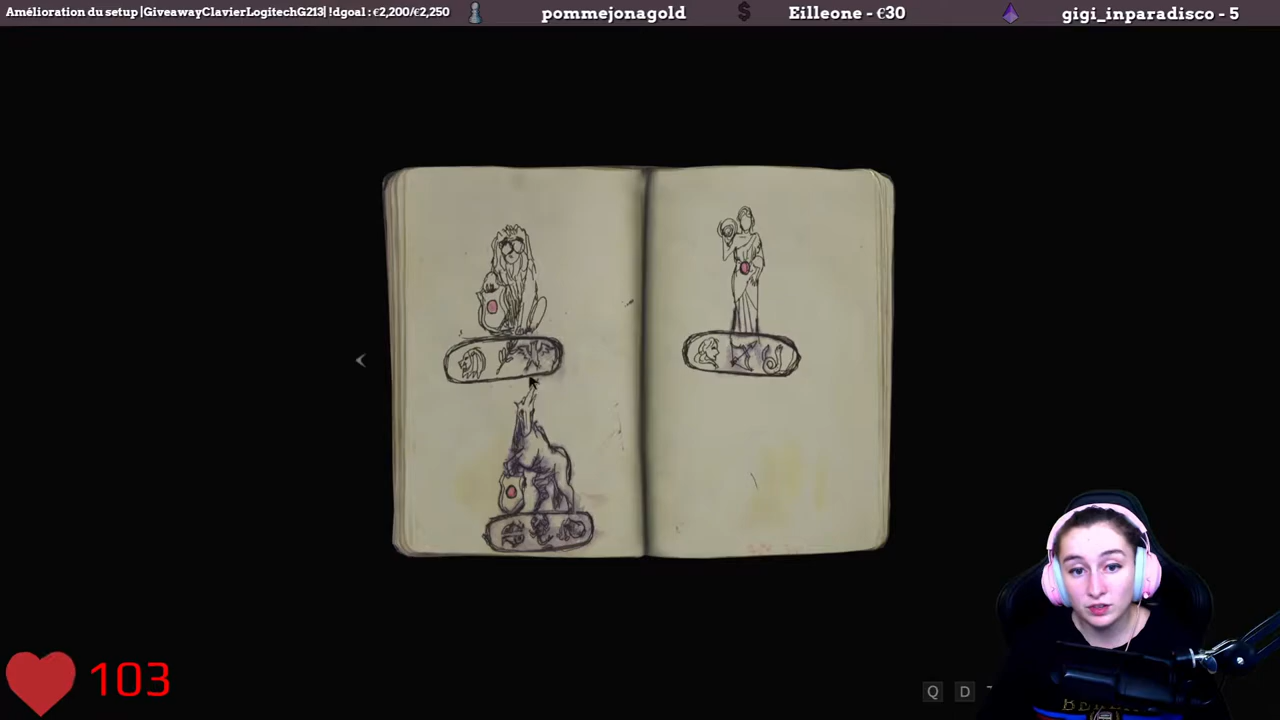 Amélioration du setup |GiveawayClavierLogitechG213| !dgoal : €2,200/€2,250
pommejonagold
Eilleone - €30
gigi_inparadisco - 5
103
Q D